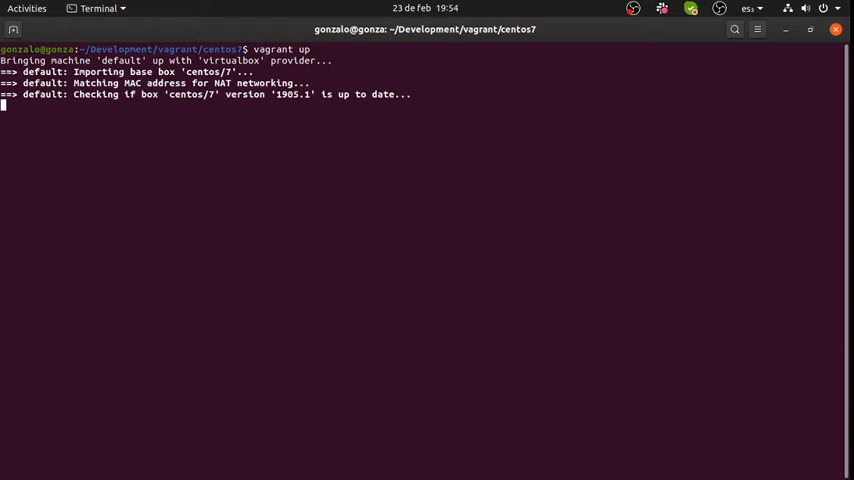 Activities Terminal 23 de feb 19:54 es₃
gonzalo@gonza: ~/Development/vagrant/centos7
gonzalo@gonza:~/Development/vagrant/centos7$ vagrant up
Bringing machine 'default' up with 'virtualbox' provider...
==> default: Importing base box 'centos/7'...
==> default: Matching MAC address for NAT networking...
==> default: Checking if box 'centos/7' version '1905.1' is up to date...